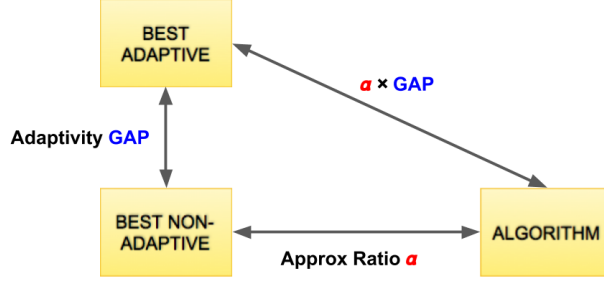 BEST
ADAPTIVE
α × GAP
Adaptivity GAP
BEST NON-
ADAPTIVE
ALGORITHM
Approx Ratio α